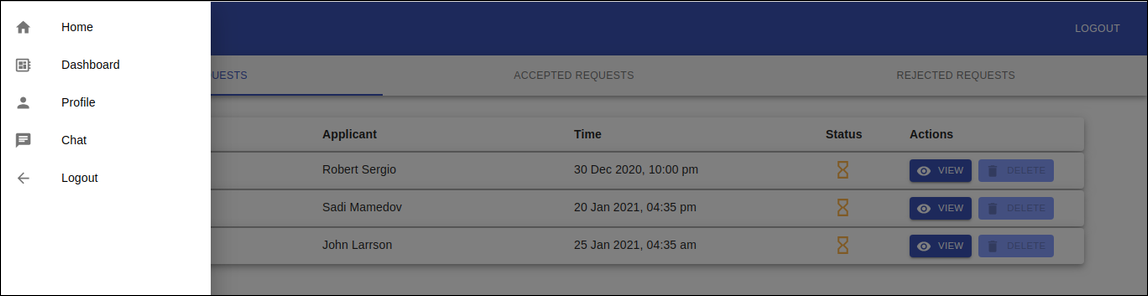 Home
Dashboard
Profile
Chat
Logout
LOGOUT
ACCEPTED REQUESTS
REJECTED REQUESTS
Applicant Time Status Actions
Robert Sergio 30 Dec 2020, 10:00 pm VIEW DELETE
Sadi Mamedov 20 Jan 2021, 04:35 pm VIEW DELETE
John Larrson 25 Jan 2021, 04:35 am VIEW DELETE